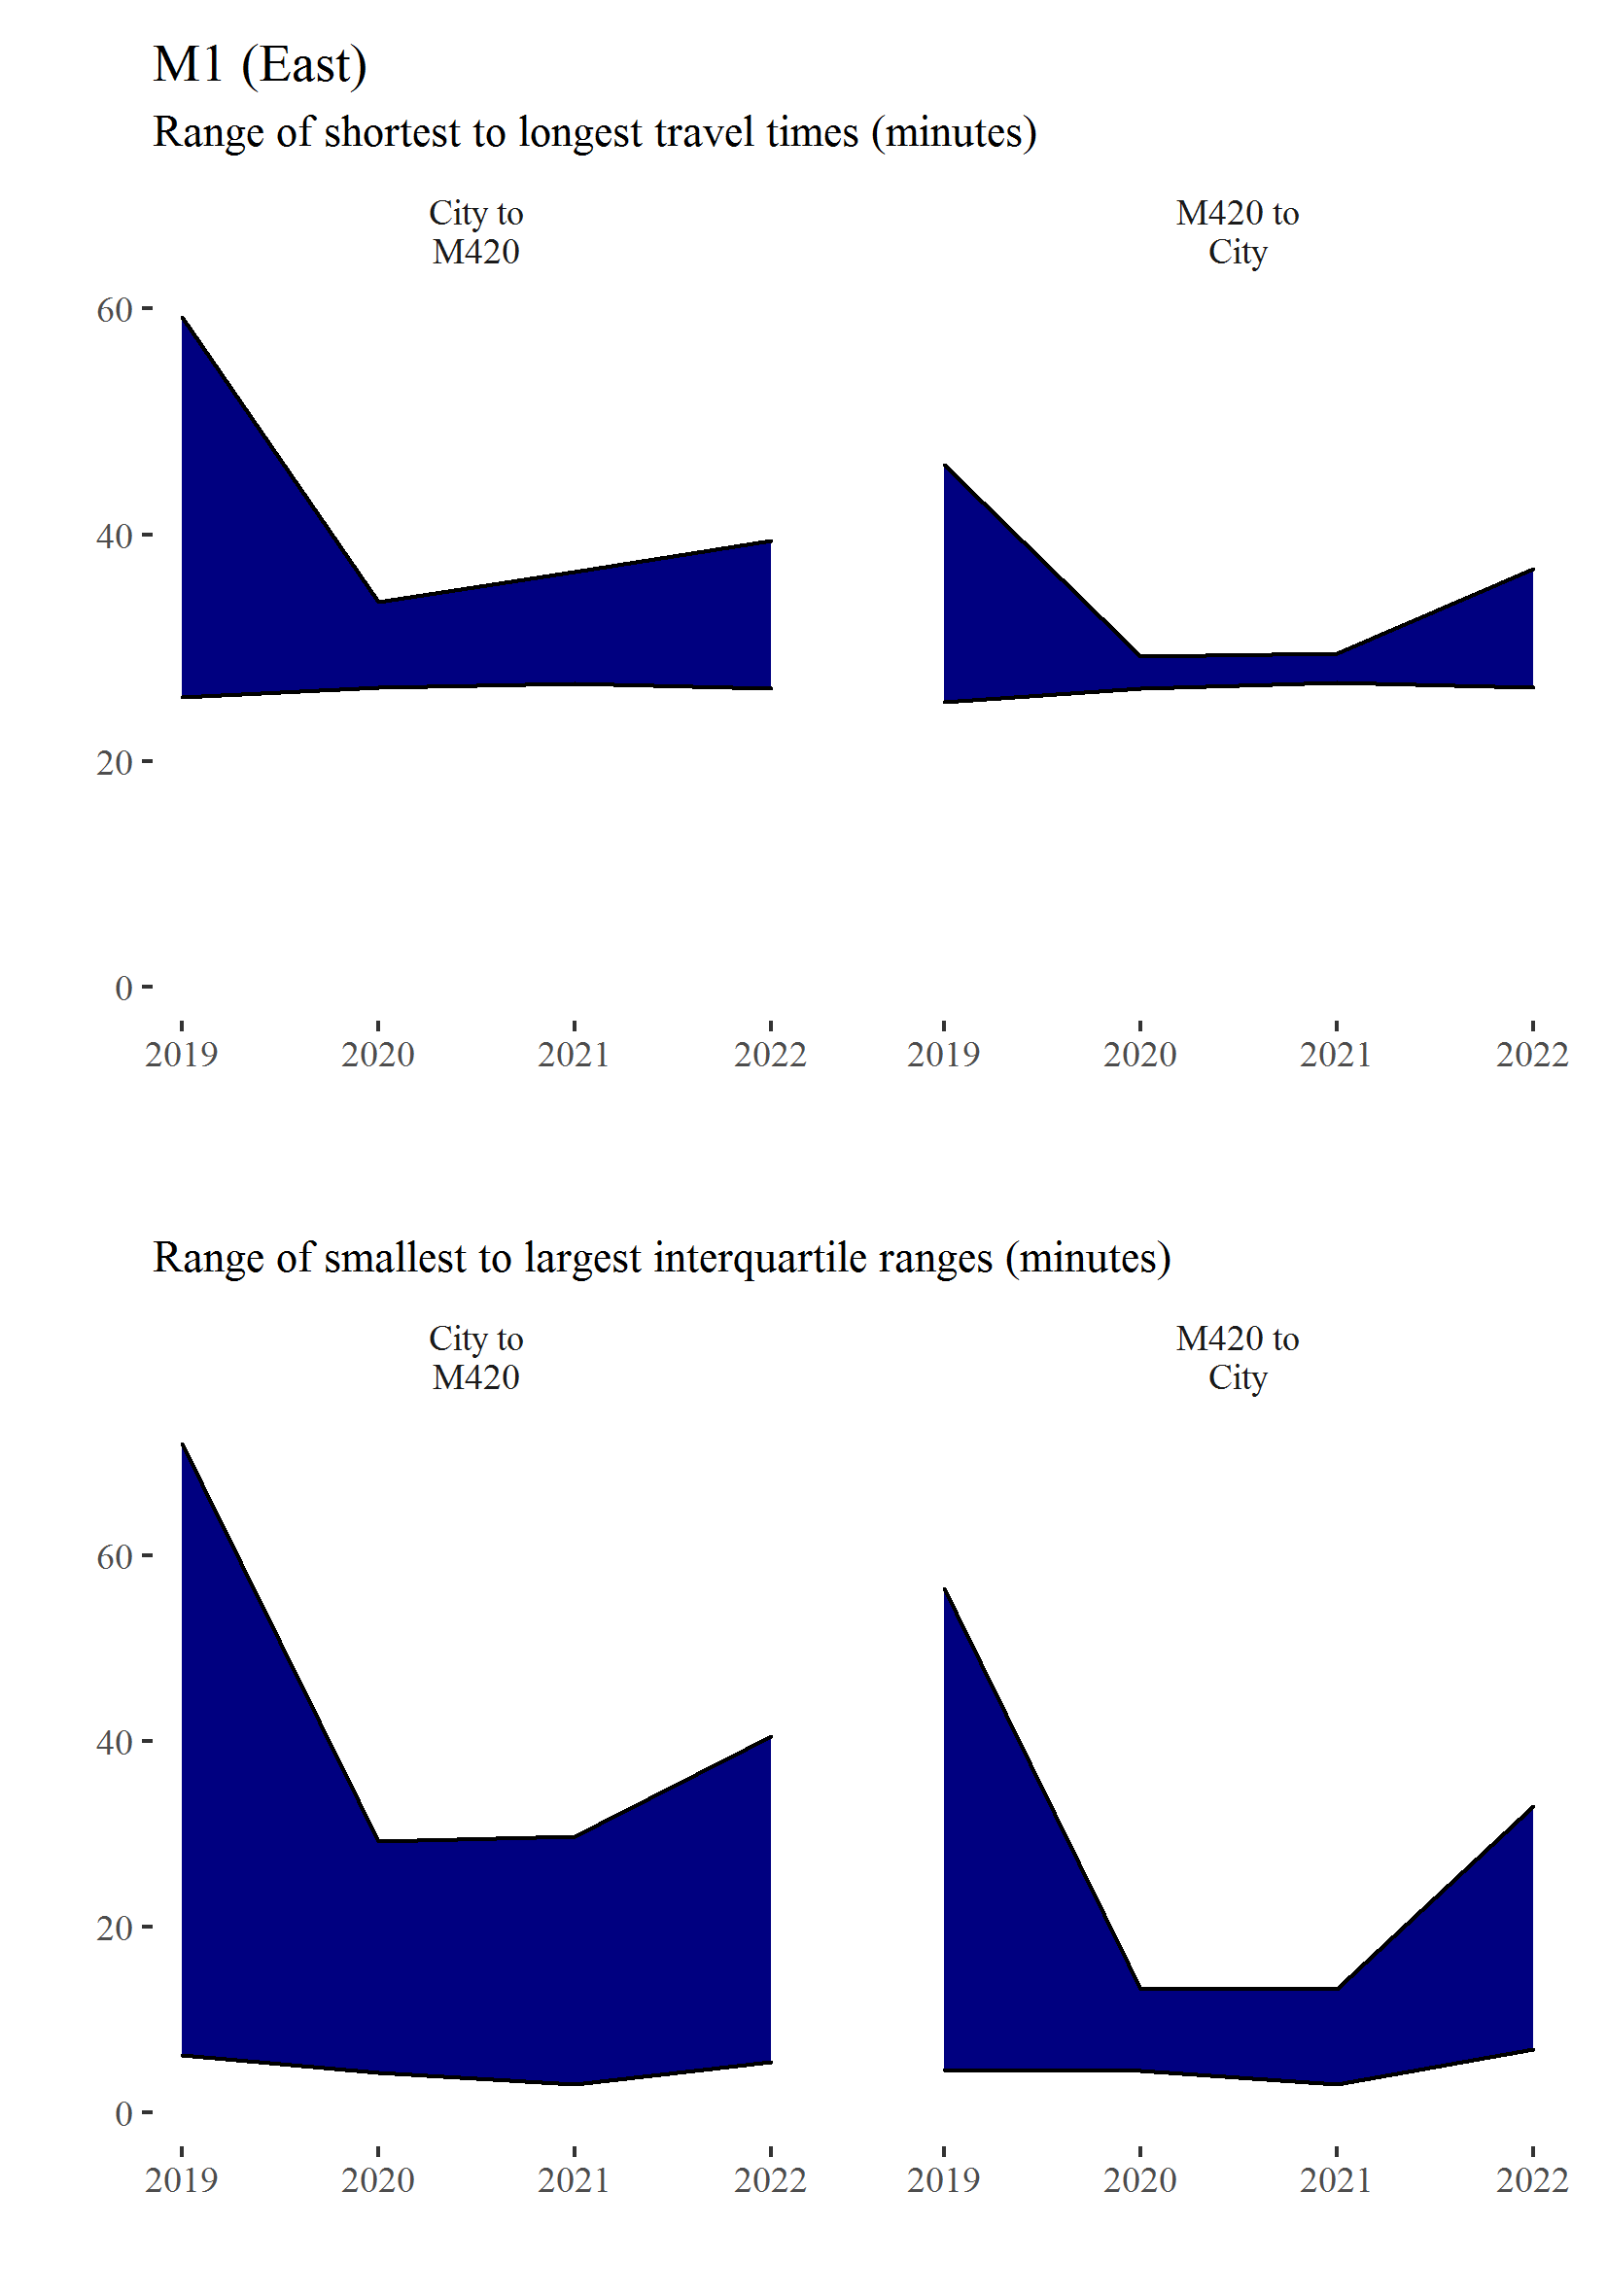 M1 (East)
Range of shortest to longest travel times (minutes)
City to
M420
M420 to
City
60
40
20
0
2019 2020 2021 2022 2019 2020 2021 2022
Range of smallest to largest interquartile ranges (minutes)
City to
M420
M420 to
City
60
40
20
0
2019 2020 2021 2022 2019 2020 2021 2022